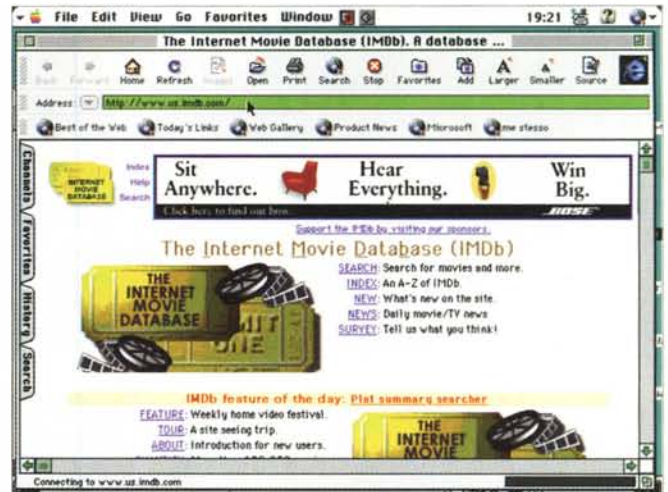 File Edit View Go Favorites Window 19:21
The Internet Movie Database (IMDb). A database ...
Back Forward Home Refresh Images Open Print Search Stop Favorites Add Larger Smaller Source
Address: http://www.us.imdb.com/
Best of the Web Today's Links Web Gallery Product News Microsoft me stesso
Channels
Favorites
History
Search
INTERNET
MOVIE
DATABASE
Index
Help
Search
Sit
Anywhere.
Hear
Everything.
Win
Big.
Click here to find out how.
BOSE
Support the IMDb by visiting our sponsors.
The Internet Movie Database (IMDb)
THE
INTERNET
MOVIE
DATABASE
ONE
SEARCH: Search for movies and more.
INDEX: An A-Z of IMDb.
NEW: What's new on the site.
NEWS: Daily movie/TV news
SURVEY: Tell us what you think!
IMDb feature of the day: Plot summary searcher
FEATURE: Weekly home video festival.
TOUR: A site seeing trip.
ABOUT: Introduction for new users.
THE
INTERNET
MOVIE
Connecting to www.us.imdb.com